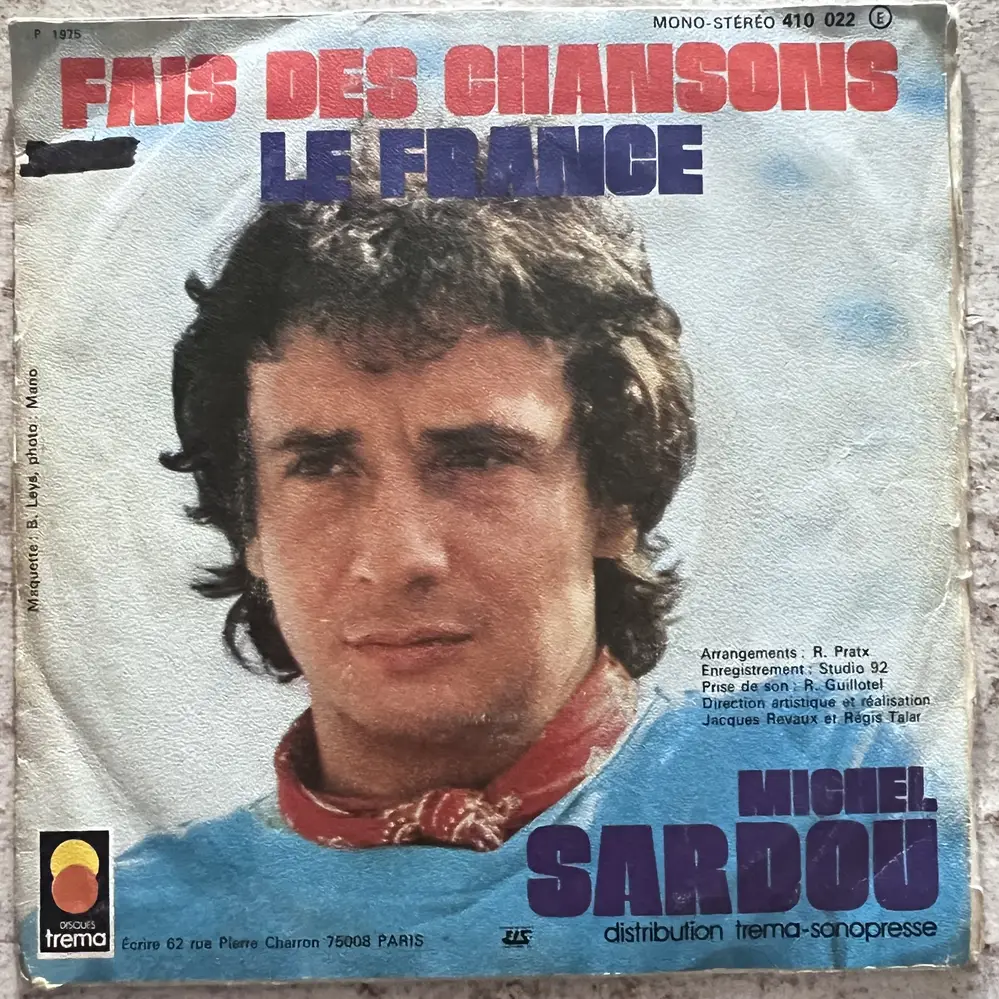 P 1975
MONO-STÉRÉO 410 022 E
FAIS DES CHANSONS
LE FRANCE
Maquette : B. Leys, photo : Mano
Arrangements : R. Pratx
Enregistrement : Studio 92
Prise de son : R. Guillotel
Direction artistique et réalisation
Jacques Revaux et Régis Talar
MICHEL
SARDOU
distribution trema-sonopresse
DISQUES
trema
Écrire 62 rue Pierre Charron 75008 PARIS